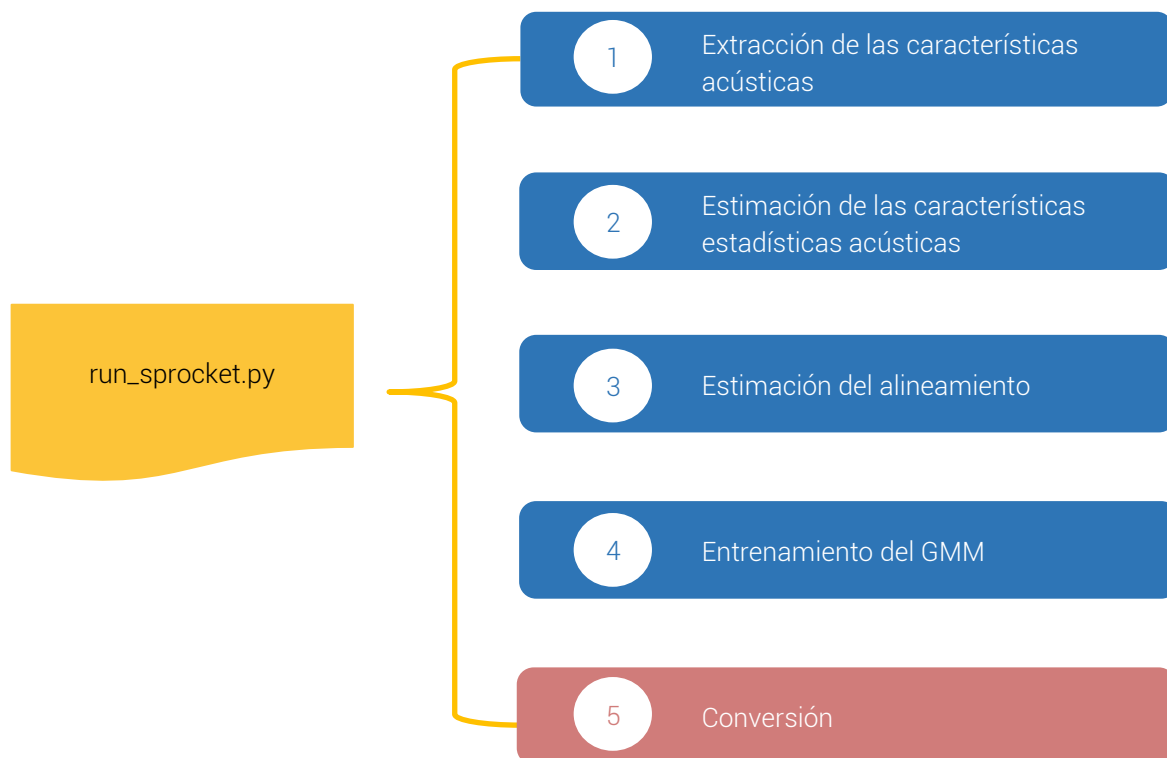 run_sprocket.py
1
Extracción de las características
acústicas
2
Estimación de las características
estadísticas acústicas
3
Estimación del alineamiento
4
Entrenamiento del GMM
5
Conversión